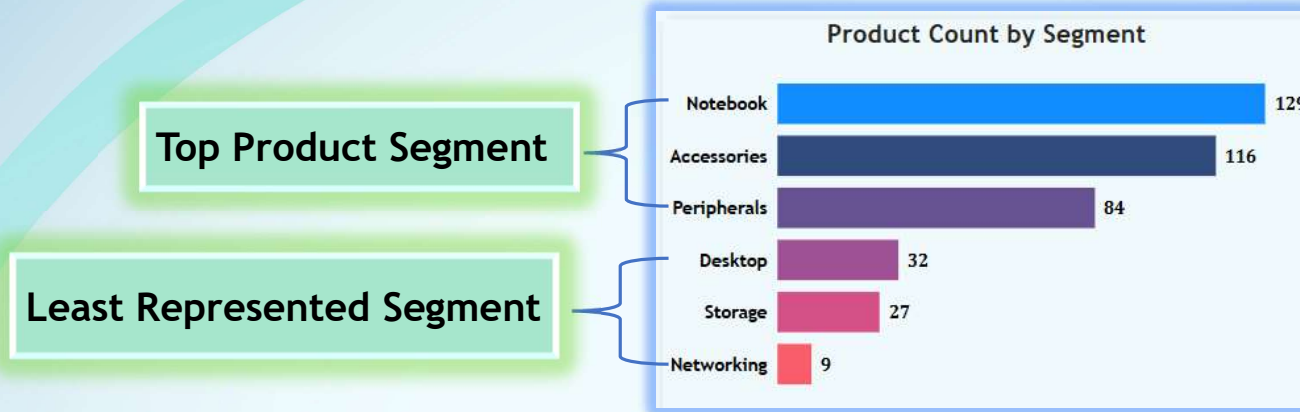 Product Count by Segment
Top Product Segment
Least Represented Segment
Notebook 129
Accessories 116
Peripherals 84
Desktop 32
Storage 27
Networking 9